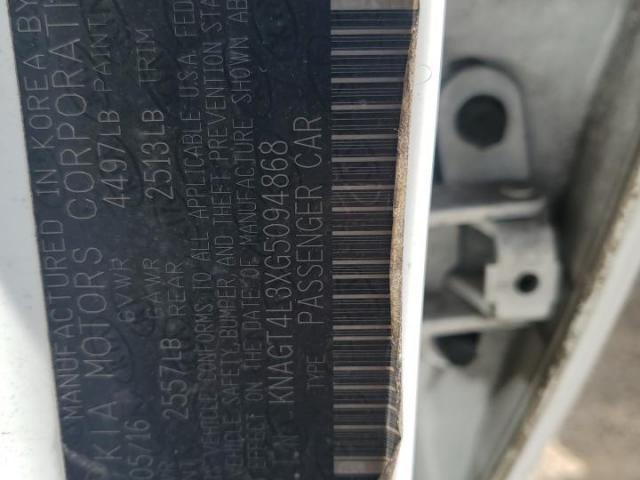 MANUFACTURED IN KOREA BY
KIA MOTORS CORPORATI
05/16 GVWR 4497LB PAINT
2557LB GAWR REAR 2513LB TRIM
VEHICLE CONFORMS TO ALL APPLICABLE U.S.A. FED
VEHICLE SAFETY, BUMPER, AND THEFT PREVENTION STA
EFFECT ON THE DATE OF MANUFACTURE SHOWN AB
KNAGT4L3XG5094868
TYPE: PASSENGER CAR